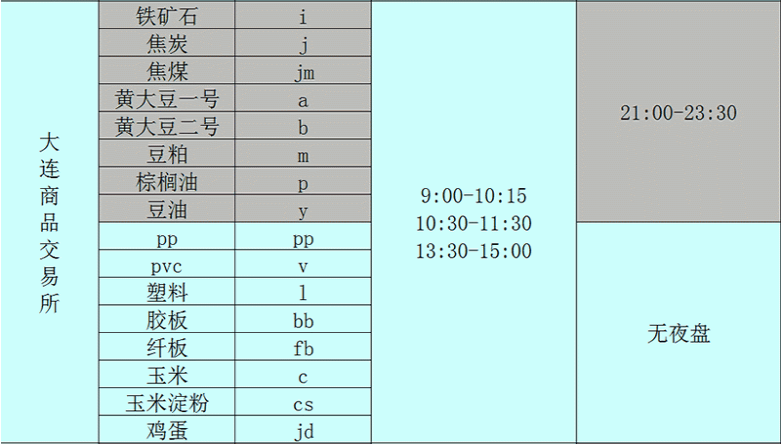 大连商品交易所
铁矿石 i
焦炭 j
焦煤 jm
黄大豆一号 a
黄大豆二号 b
豆粕 m
棕榈油 p
豆油 y
pp pp
pvc v
塑料 l
胶板 bb
纤板 fb
玉米 c
玉米淀粉 cs
鸡蛋 jd
9:00-10:15
10:30-11:30
13:30-15:00
21:00-23:30
无夜盘